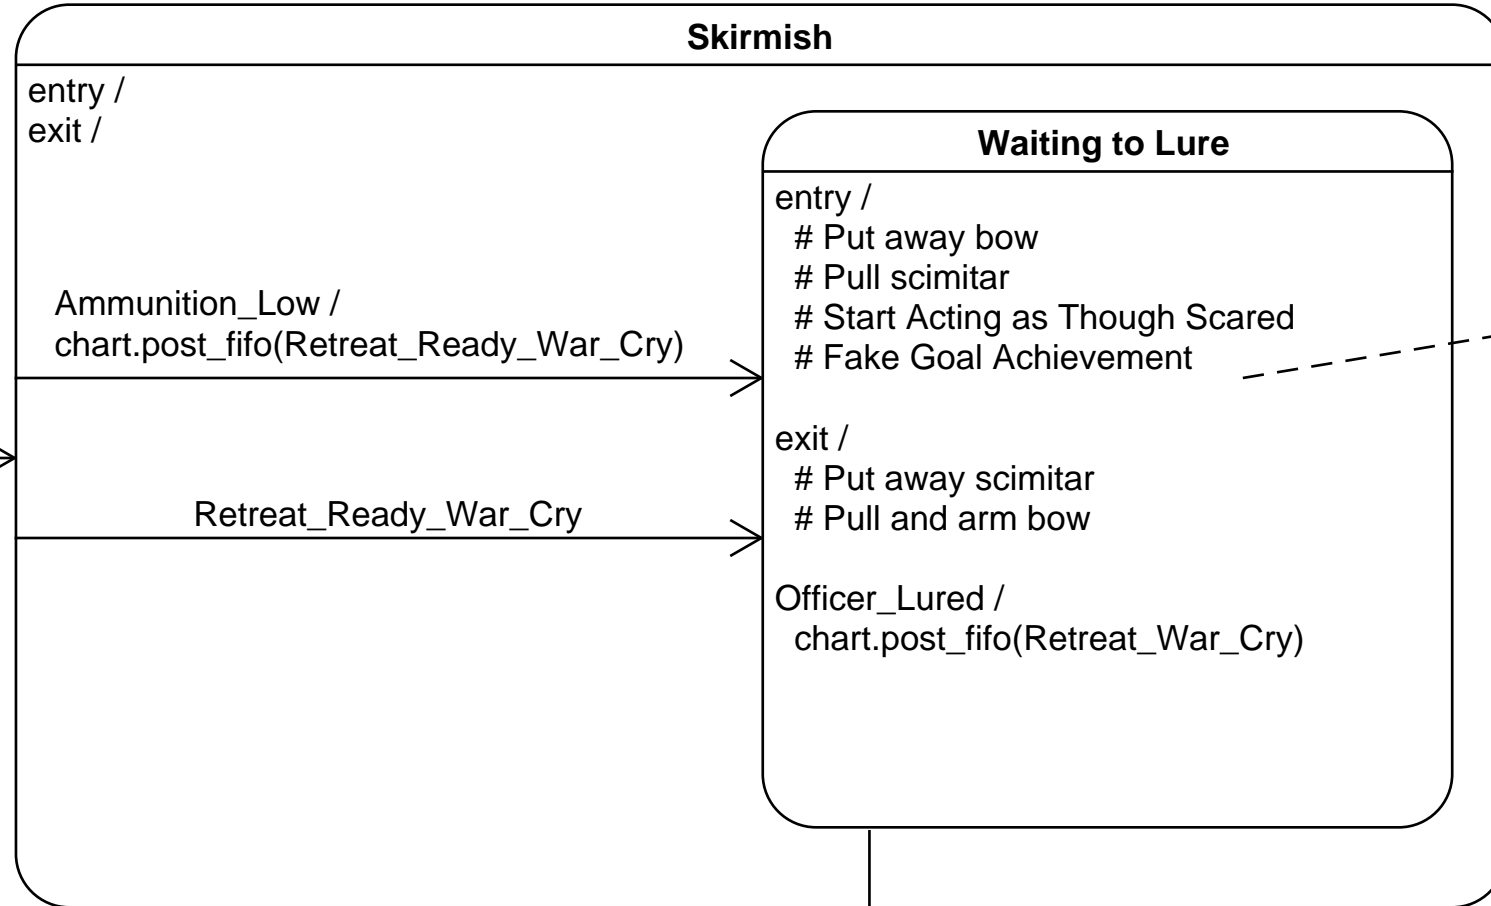 Skirmish
entry /
exit /
Ammunition_Low /
chart.post_fifo(Retreat_Ready_War_Cry)
Retreat_Ready_War_Cry
Waiting to Lure
entry /
# Put away bow
# Pull scimitar
# Start Acting as Though Scared
# Fake Goal Achievement
exit /
# Put away scimitar
# Pull and arm bow
Officer_Lured /
chart.post_fifo(Retreat_War_Cry)